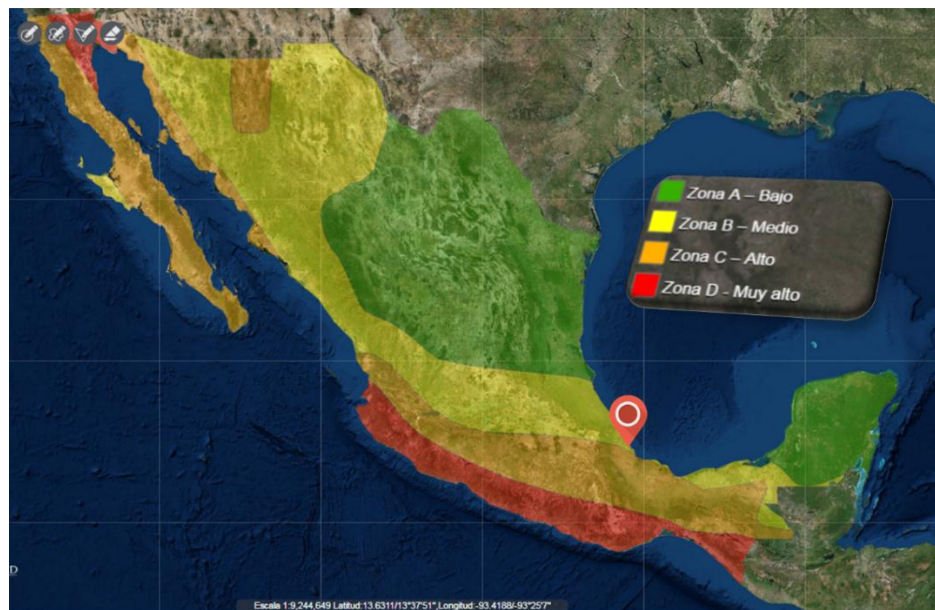 Zona A – Bajo
Zona B – Medio
Zona C – Alto
Zona D - Muy alto
D
Escala 1:9,244,649 Latitud:13.6311/13°37'51",Longitud:-93.4188/-93°25'7"